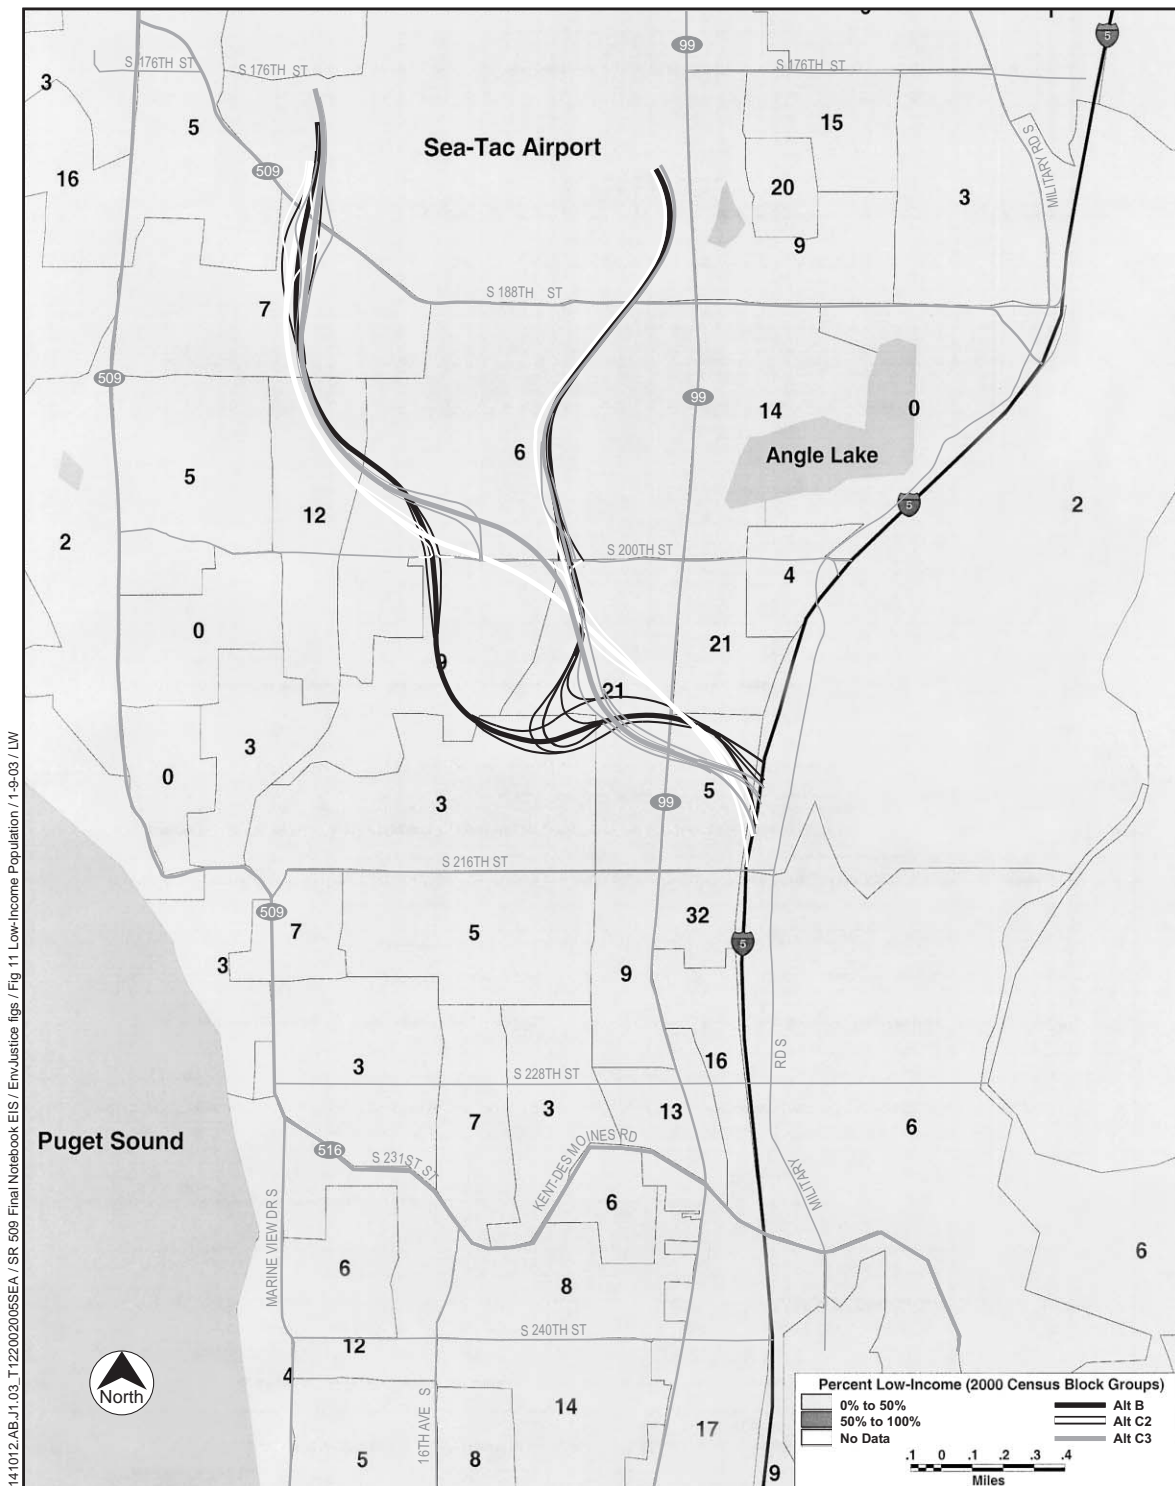 5
99
S 176TH ST
S 176TH ST
S 176TH ST
3
5
15
Sea-Tac Airport
MILITARY RD S
509
16
20
3
9
S 188TH ST
7
509
99
14
0
6
Angle Lake
5
5
2
12
2
S 200TH ST
4
0
21
9
21
3
0
3
5
99
S 216TH ST
509
7
5
32
5
3
9
3
16
RD S
S 228TH ST
7
3
13
6
Puget Sound
516
S 231ST ST
KENT-DES MOINES RD
MILITARY
6
6
MARINE VIEW DR S
6
8
S 240TH ST
12
4
North
16TH AVE S
14
17
5
8
9
Percent Low-Income (2000 Census Block Groups)
0% to 50%
50% to 100%
No Data
Alt B
Alt C2
Alt C3
.1 0 .1 .2 .3 .4
Miles
141012.ABJ1.03_T122002005SEA / SR 509 Final Notebook EIS / EnvJustice figs / Fig 11 Low-Income Population / 1-9-03 / LW